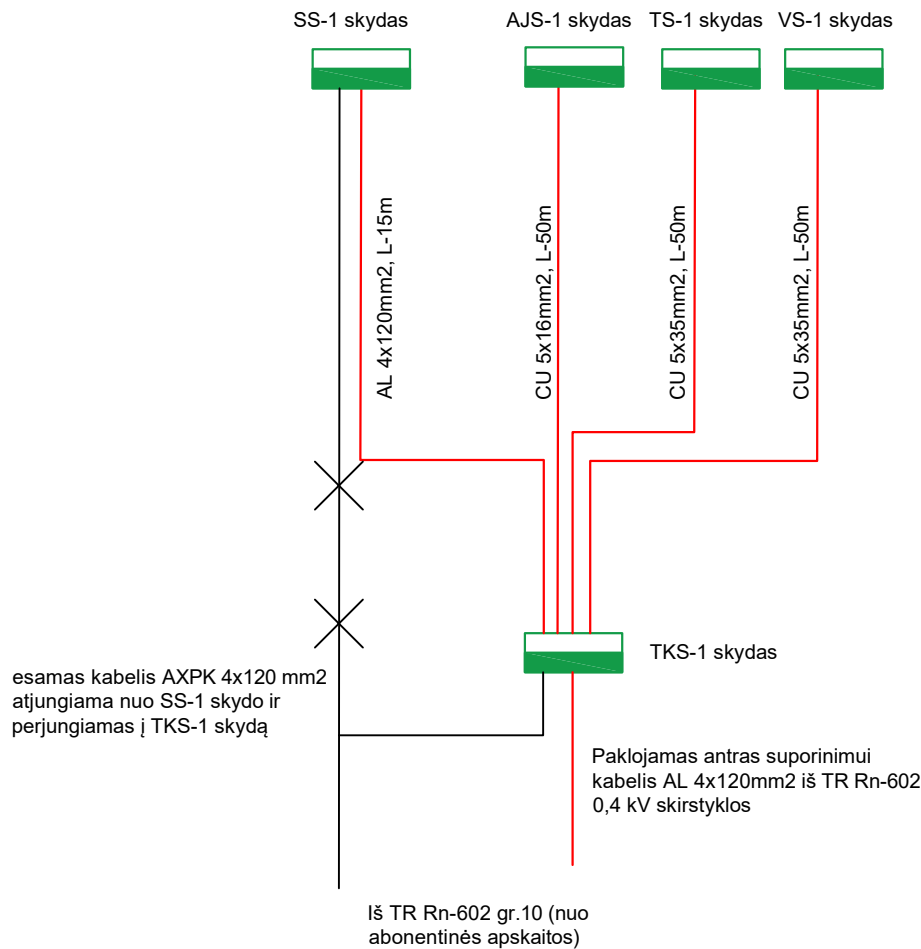 SS-1 skydas
AJS-1 skydas
TS-1 skydas
VS-1 skydas
AL 4x120mm2, L-15m
CU 5x16mm2, L-50m
CU 5x35mm2, L-50m
CU 5x35mm2, L-50m
TKS-1 skydas
esamas kabelis AXPK 4x120 mm2
atjungiama nuo SS-1 skydo ir
perjungiamas į TKS-1 skydą
Paklojamas antras suporinimui
kabelis AL 4x120mm2 iš TR Rn-602
0,4 kV skirstyklos
Iš TR Rn-602 gr.10 (nuo
abonentinės apskaitos)